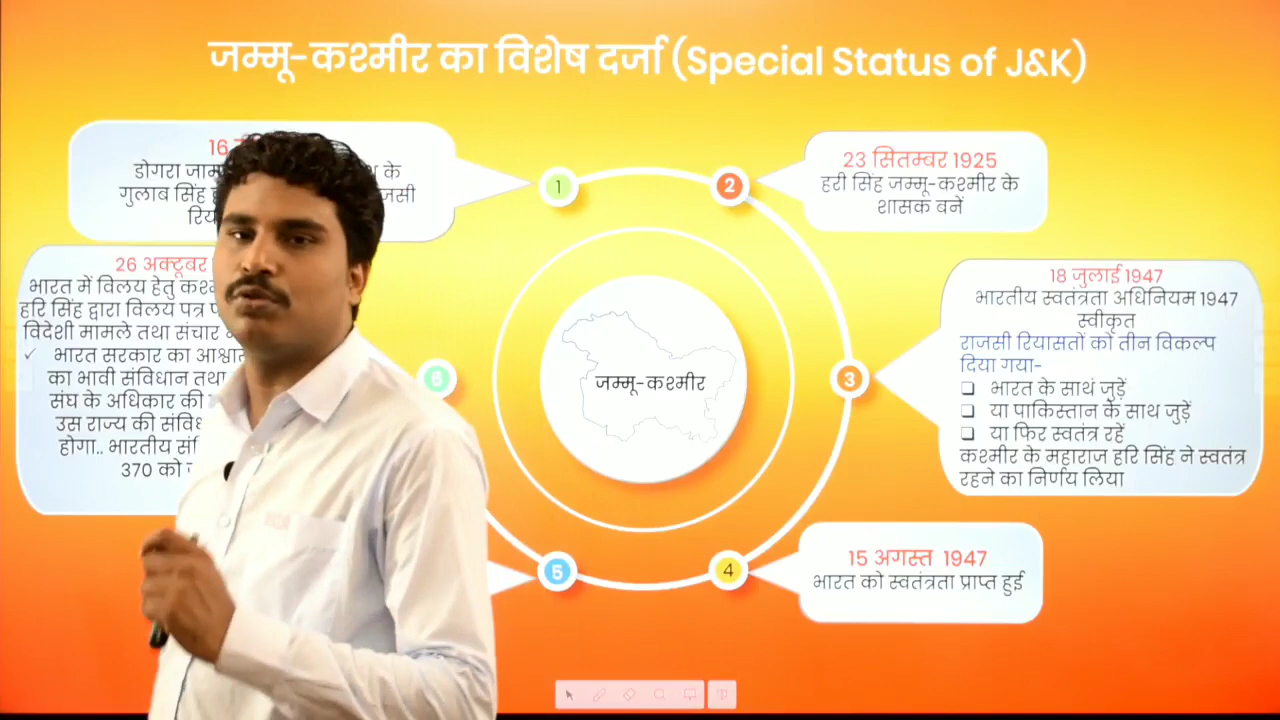 जम्मू-कश्मीर का विशेष दर्जा (Special Status of J&K)
16
डोगरा के
गुलाब सिंह
23 सितम्बर 1925
हरी सिंह जम्मू-कश्मीर के
शासक बनें
26 अक्टूबर
भारत में विलय हेतु
हरि सिंह द्वारा विलय पत्र
विदेशी मामले तथा संचार
✓ भारत सरकार का
का भावी संविधान तथा
संघ के अधिकार की
उस राज्य की
होगा.. भारतीय
370 को
18 जुलाई 1947
भारतीय स्वतंत्रता अधिनियम 1947
स्वीकृत
राजसी रियासतों को तीन विकल्प
दिया गया-
❑ भारत के साथ जुड़ें
❑ या पाकिस्तान के साथ जुड़ें
❑ या फिर स्वतंत्र रहें
कश्मीर के महाराज हरि सिंह ने स्वतंत्र
रहने का निर्णय लिया
15 अगस्त 1947
भारत को स्वतंत्रता प्राप्त हुई
जम्मू-कश्मीर
1
2
3
4
5
6